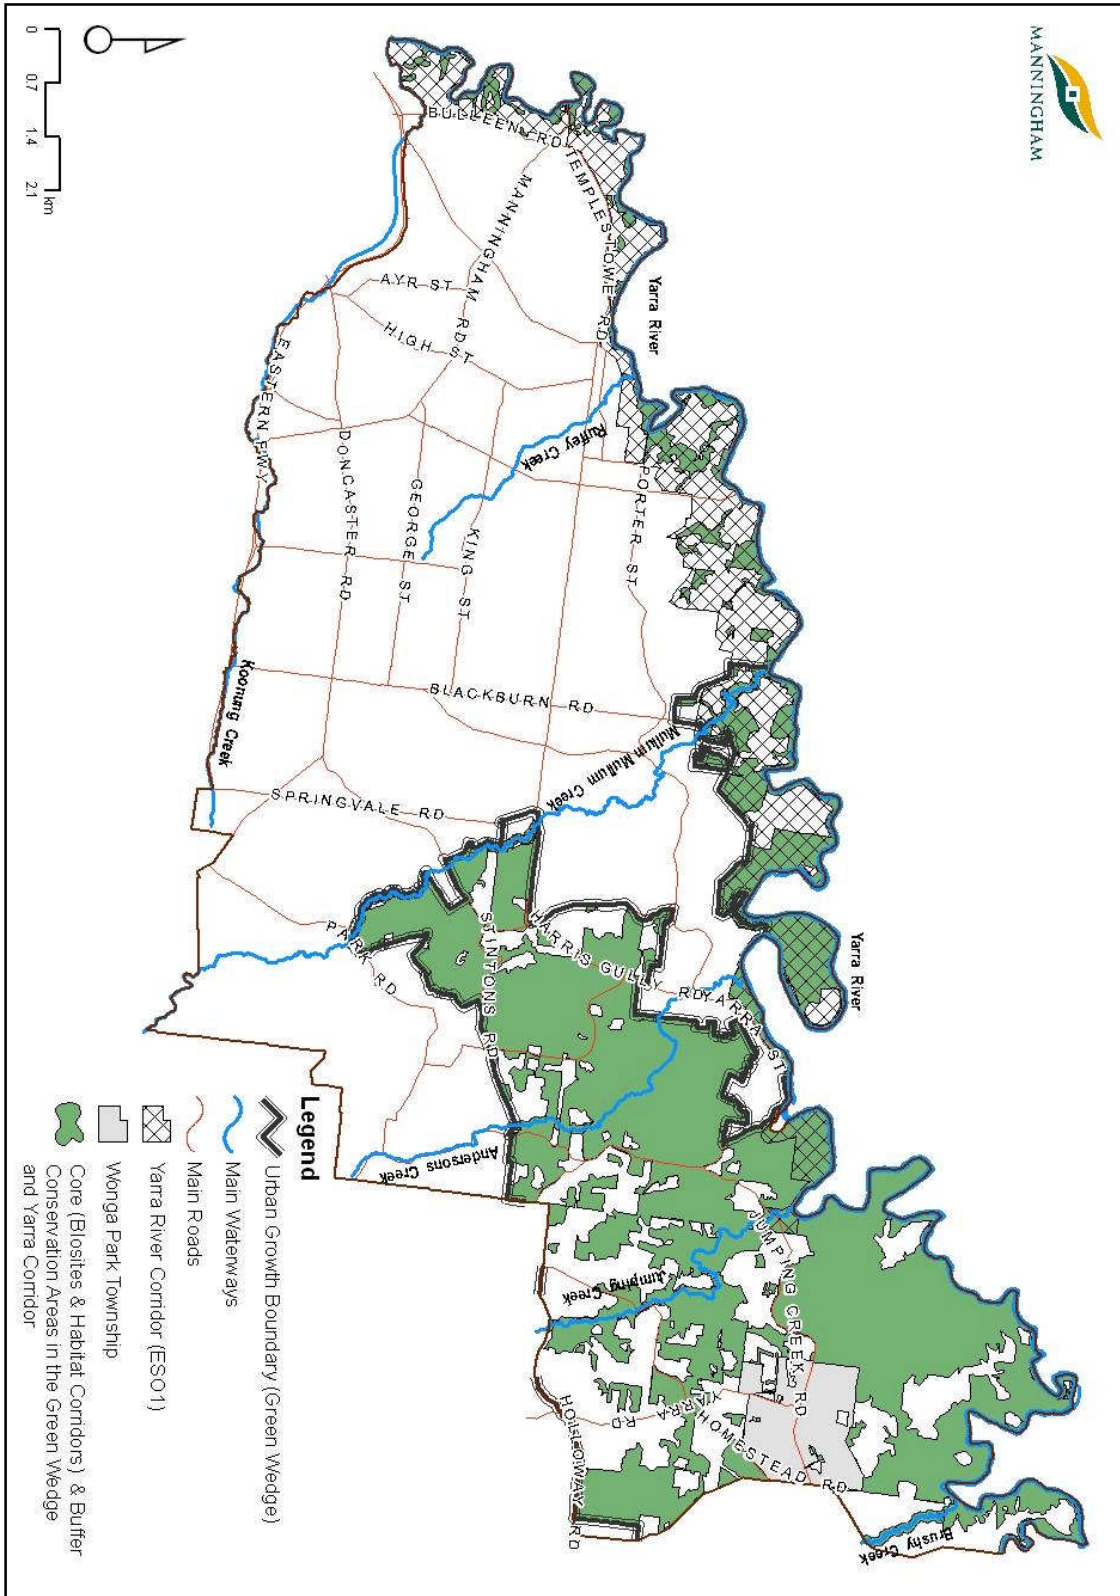 MANNINGHAM
0 0.7 1.4 2.1 km
Yarra River
Yarra River
BULLEEN RD
TEMPLESTOWE RD
MANNINGHAM RD
AYR ST
HIGH ST
EASTERN FWY
DONCASTER RD
GEORGE ST
KING ST
PORTER ST
Ruffey Creek
BLACKBURN RD
Koonung Creek
Mullum Mullum Creek
SPRINGVALE RD
PARK RD
STINTONS RD
HARRIS GULLY RD
YARRA ST
Andersons Creek
JUMPING CREEK RD
Jumping Creek
YARRA RD
HOMESTEAD RD
HOLLOWAY RD
Brushy Creek
Legend
Urban Growth Boundary (Green Wedge)
Main Waterways
Main Roads
Yarra River Corridor (ESO1)
Wonga Park Township
Core (Biosites & Habitat Corridors) & Buffer
Conservation Areas in the Green Wedge
and Yarra Corridor